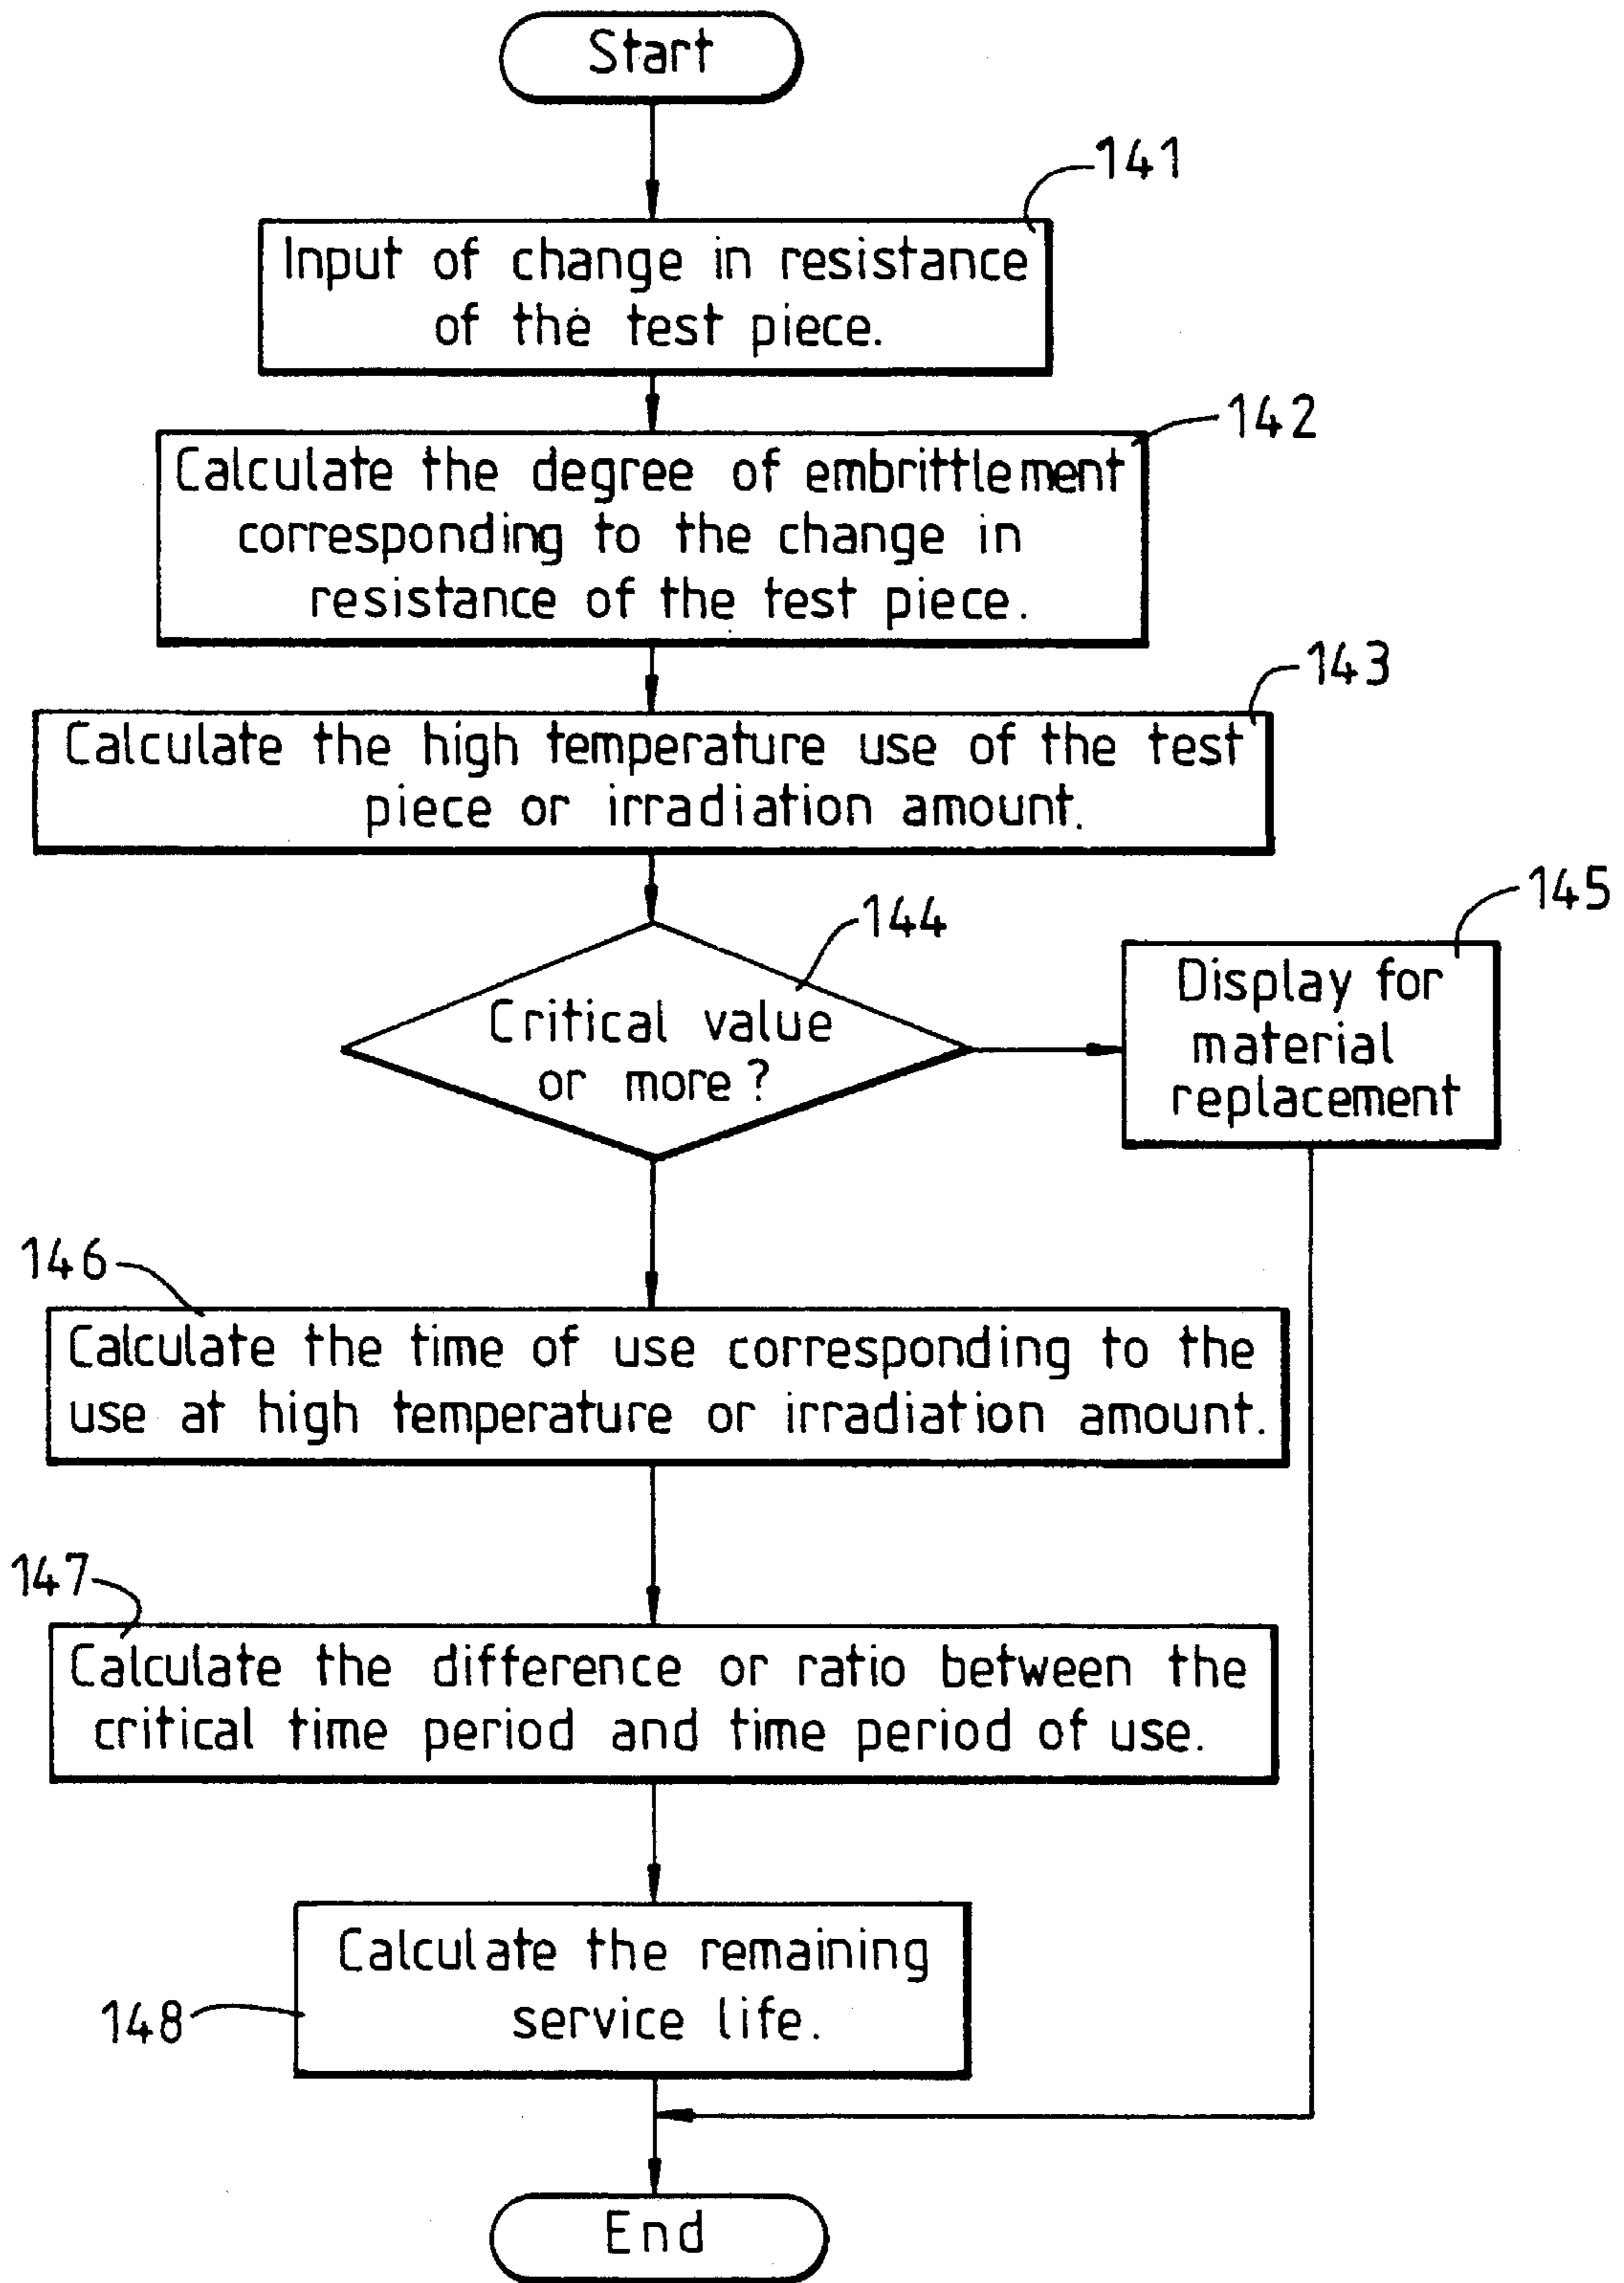 Start
141
Input of change in resistance
of the test piece.
142
Calculate the degree of embrittlement
corresponding to the change in
resistance of the test piece.
143
Calculate the high temperature use of the test
piece or irradiation amount.
144
Critical value
or more?
145
Display for
material
replacement
146
Calculate the time of use corresponding to the
use at high temperature or irradiation amount.
147
Calculate the difference or ratio between the
critical time period and time period of use.
148
Calculate the remaining
service life.
End